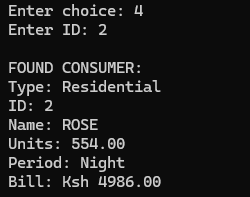 Enter choice: 4
Enter ID: 2
FOUND CONSUMER:
Type: Residential
ID: 2
Name: ROSE
Units: 554.00
Period: Night
Bill: Ksh 4986.00